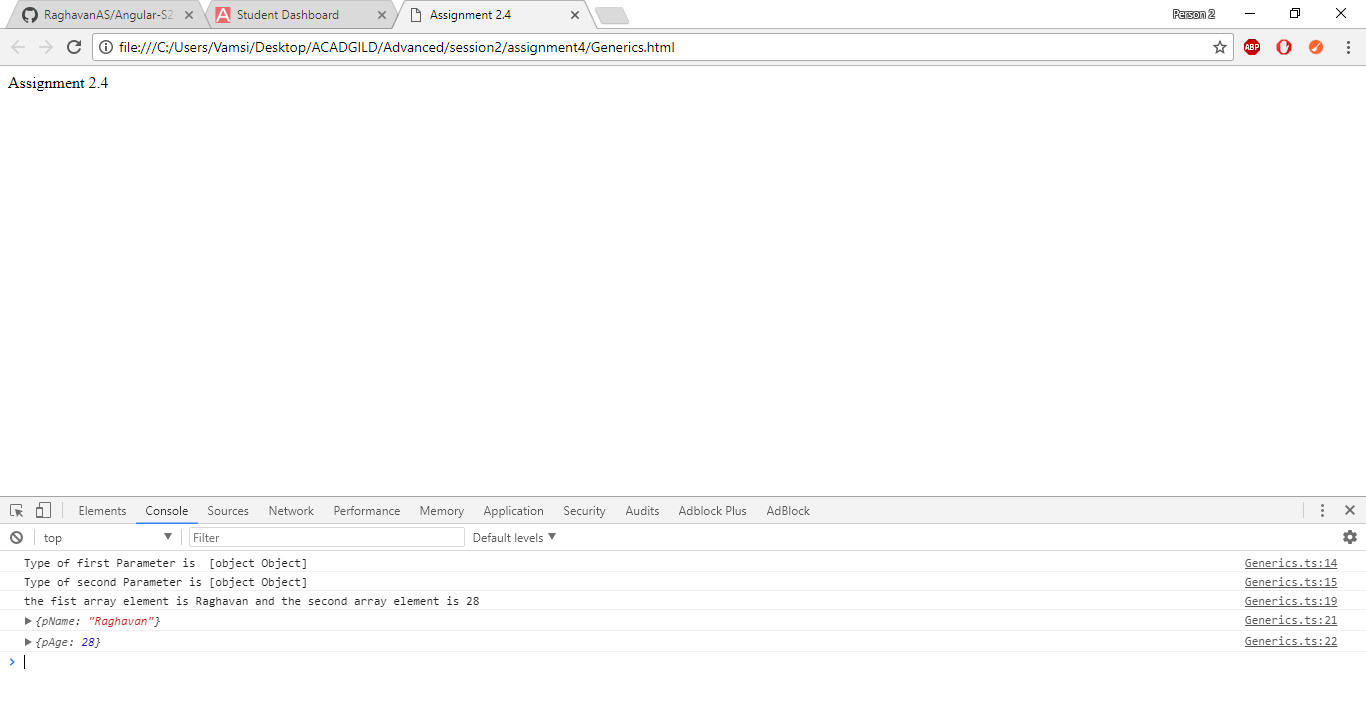 RaghavanAS/Angular-S2
Student Dashboard
Assignment 2.4
Person 2
file:///C:/Users/Vamsi/Desktop/ACADGILD/Advanced/session2/assignment4/Generics.html
ABP
Assignment 2.4
Elements Console Sources Network Performance Memory Application Security Audits Adblock Plus AdBlock
top Filter Default levels
Type of first Parameter is  [object Object] Generics.ts:14
Type of second Parameter is [object Object] Generics.ts:15
the fist array element is Raghavan and the second array element is 28 Generics.ts:19
{pName: "Raghavan"} Generics.ts:21
{pAge: 28} Generics.ts:22